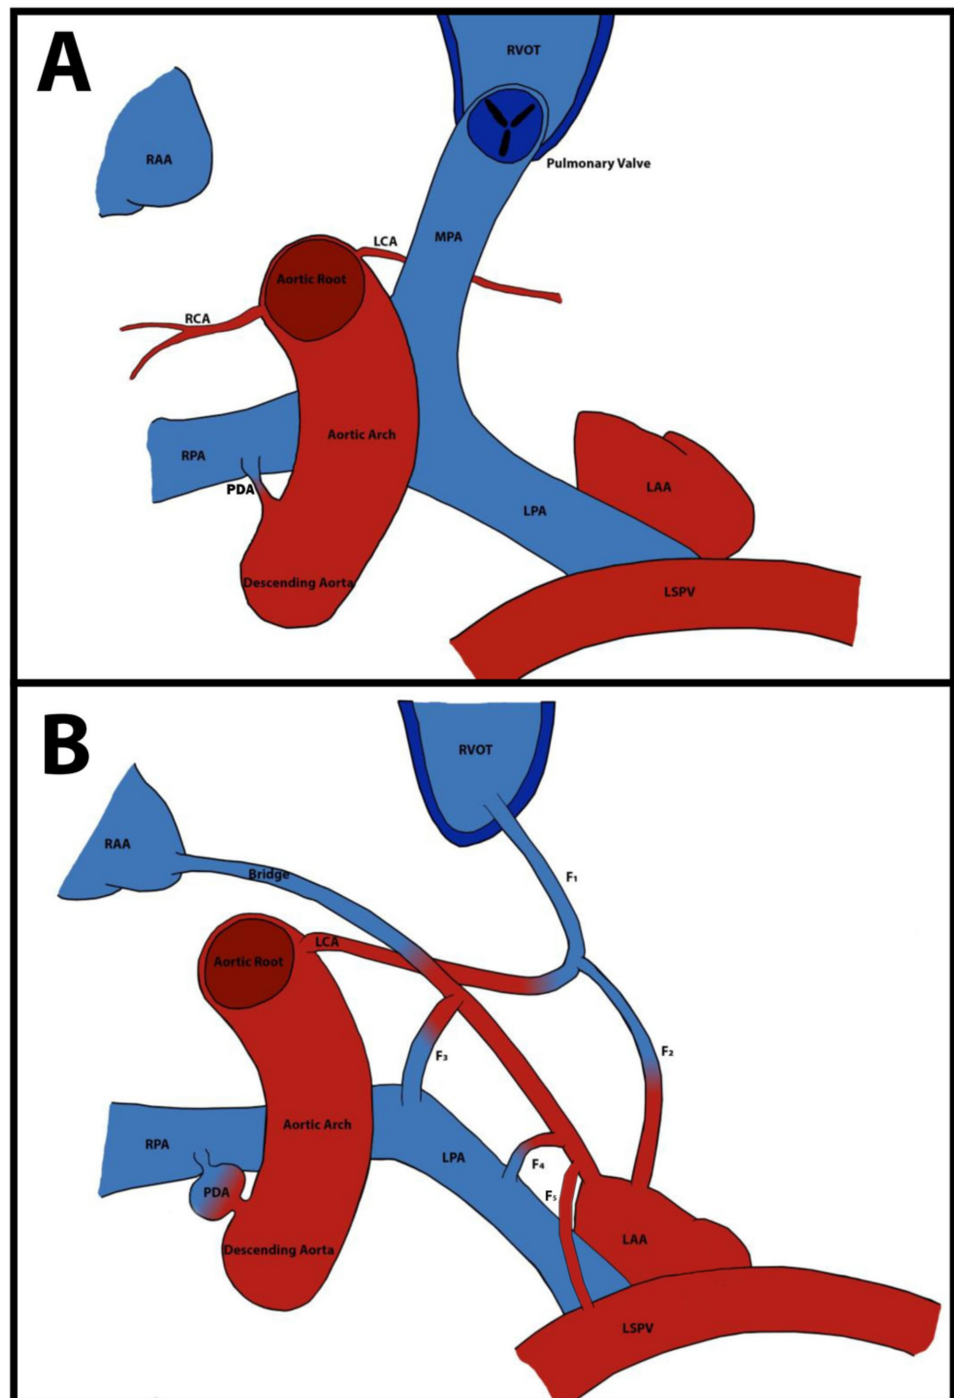 A
RVOT
RAA
Pulmonary Valve
MPA
LCA
Aortic Root
RCA
Aortic Arch
RPA
PDA
LAA
LPA
Descending Aorta
LSPV
B
RVOT
RAA
Bridge
F₁
LCA
Aortic Root
F₂
F₃
Aortic Arch
RPA
LPA
F₄
PDA
F₅
LAA
Descending Aorta
LSPV